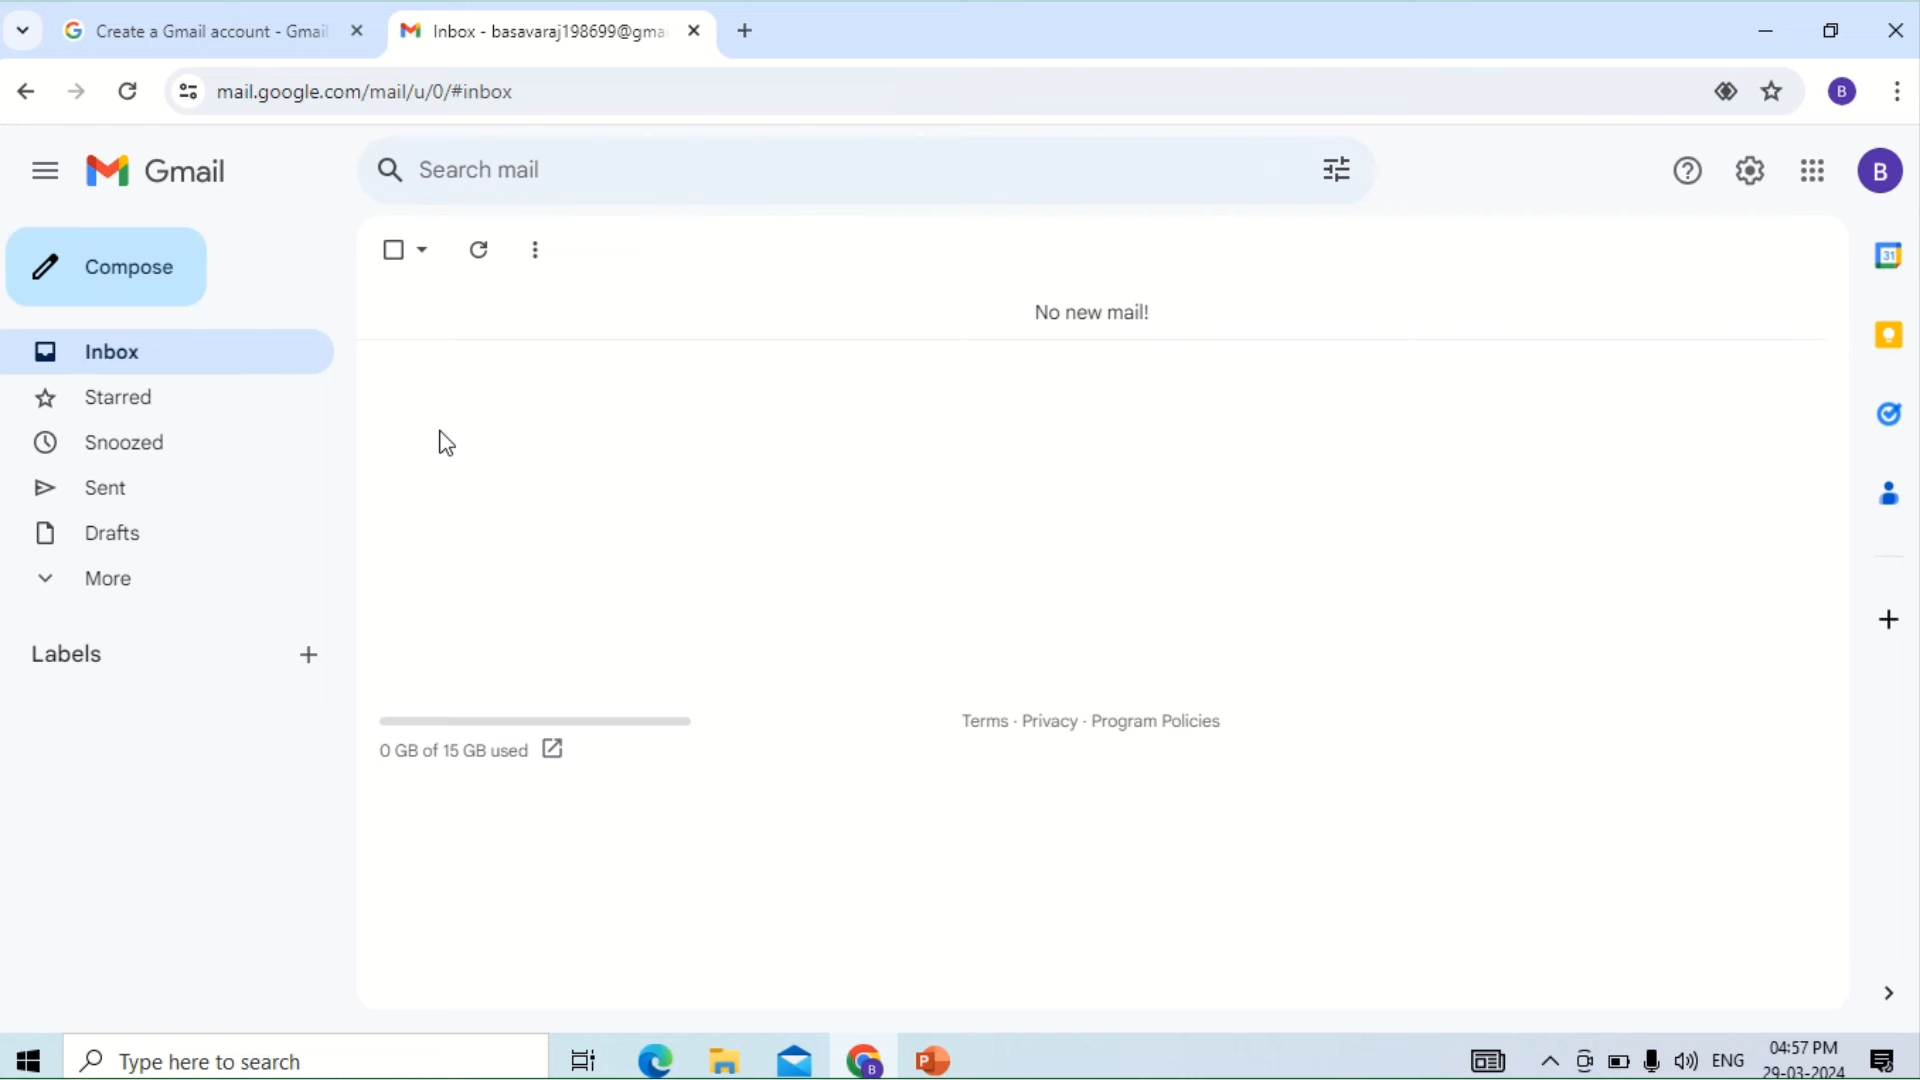 Create a Gmail account - Gmail
Inbox - basavaraj198699@gma
mail.google.com/mail/u/0/#inbox
B
Gmail
Search mail
B
Compose
31
No new mail!
Inbox
Starred
Snoozed
Sent
Drafts
More
Labels
Terms · Privacy · Program Policies
0 GB of 15 GB used
Type here to search
B
P
ENG
04:57 PM
29-03-2024